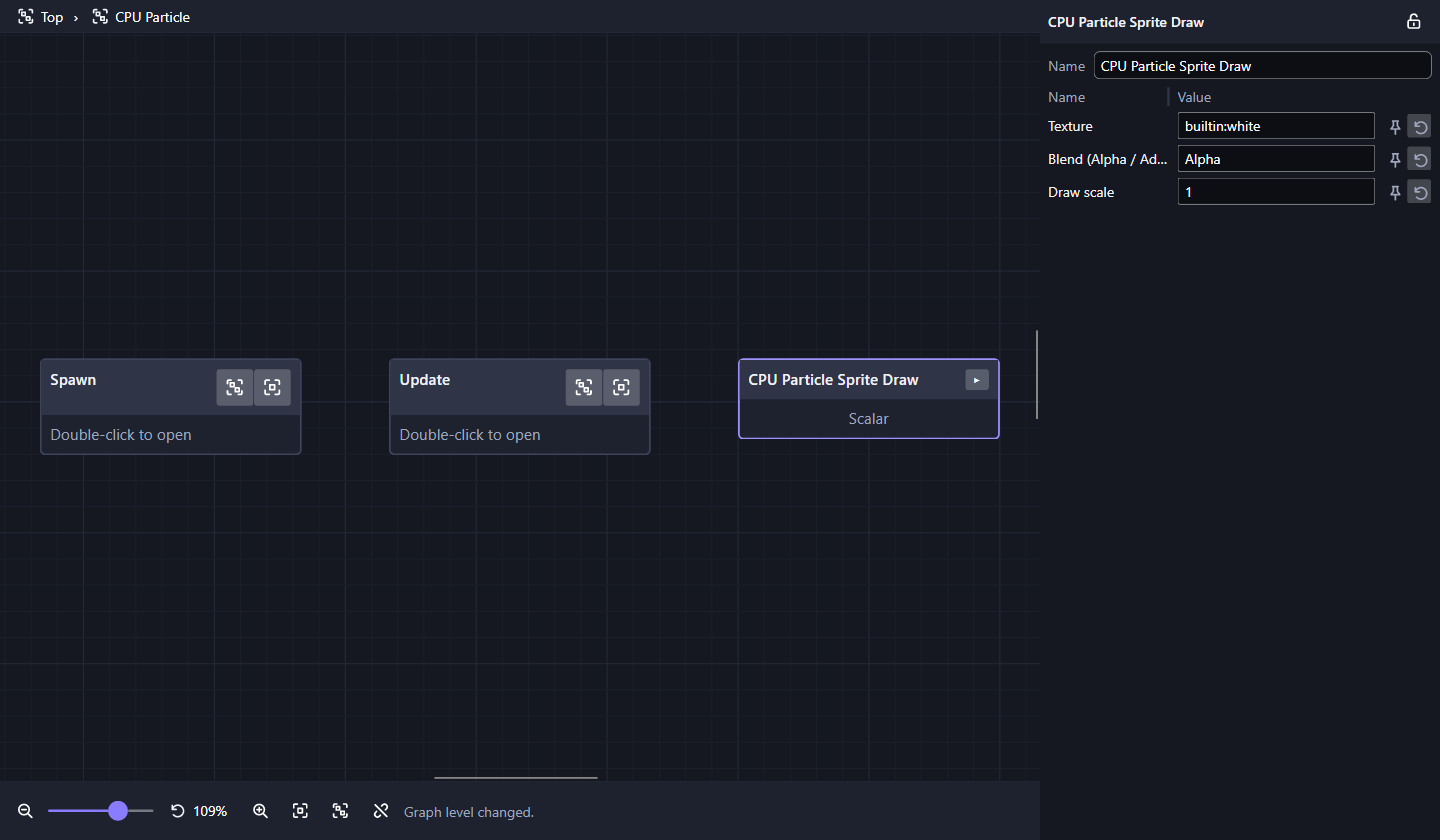 Top › CPU Particle
CPU Particle Sprite Draw
Name CPU Particle Sprite Draw
Name Value
Texture builtin:white
Blend (Alpha / Ad... Alpha
Draw scale 1
Spawn
Double-click to open
Update
Double-click to open
CPU Particle Sprite Draw
Scalar
109% Graph level changed.